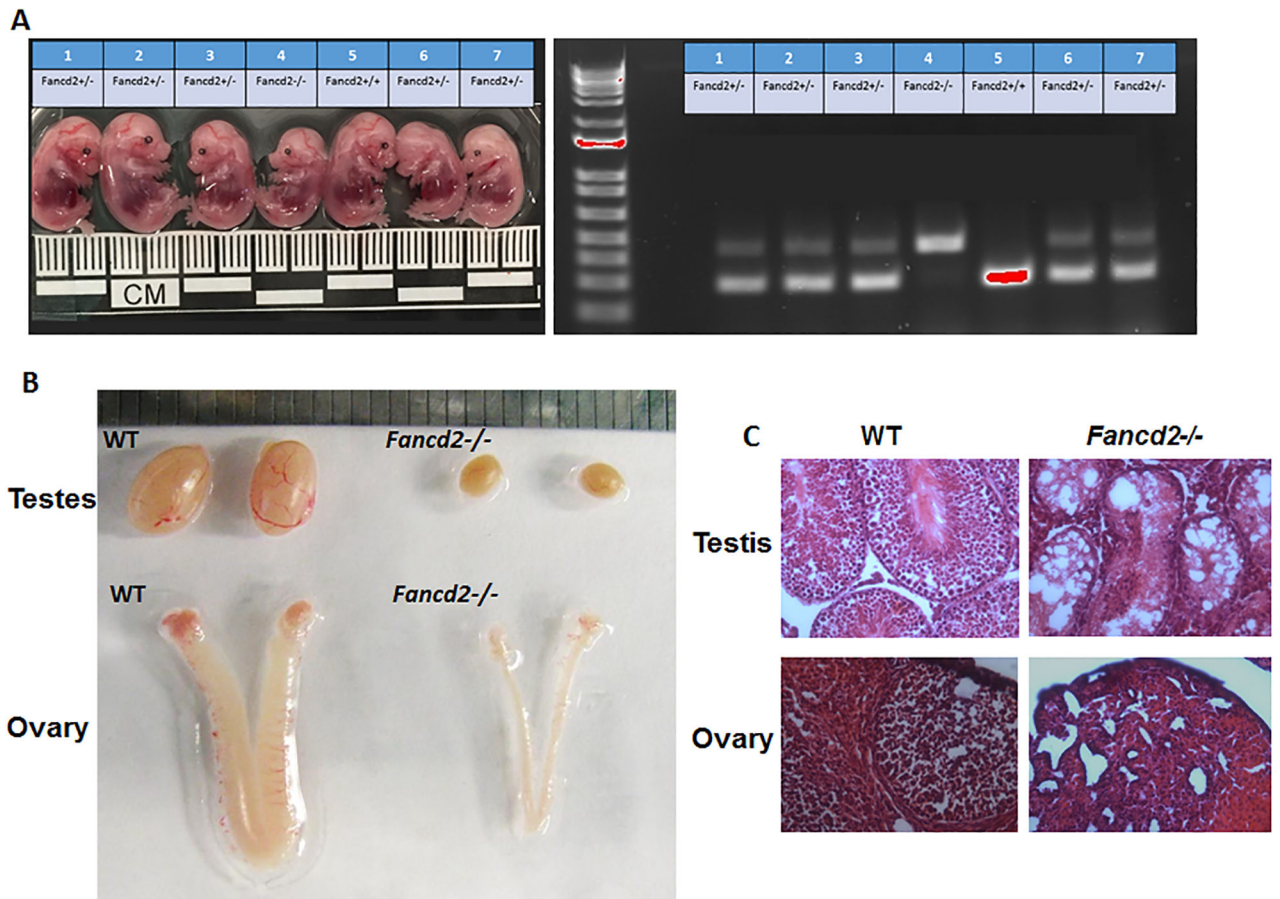 A
1 2 3 4 5 6 7
Fancd2+/- Fancd2+/- Fancd2+/- Fancd2-/- Fancd2+/+ Fancd2+/- Fancd2+/-
CM
1 2 3 4 5 6 7
Fancd2+/- Fancd2+/- Fancd2+/- Fancd2-/- Fancd2+/+ Fancd2+/- Fancd2+/-
B
WT Fancd2-/-
Testes
WT Fancd2-/-
Ovary
C
WT Fancd2-/-
Testis
Ovary